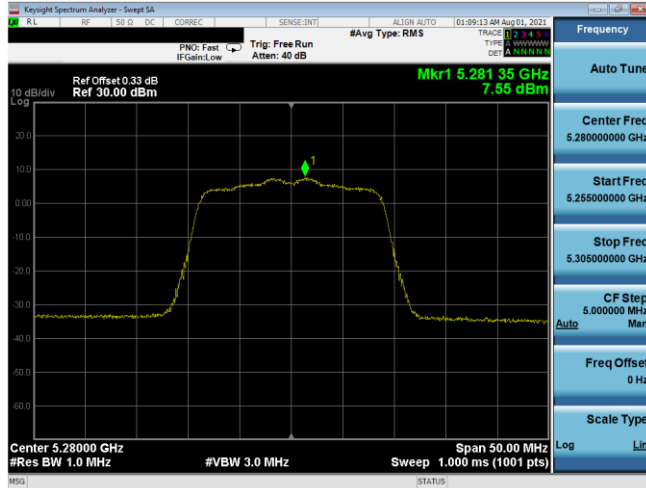 Keysight Spectrum Analyzer - Swept SA
RL RF 50 Ω DC CORREC SENSE:INT ALIGN AUTO 01:09:13 AM Aug 01, 2021
#Avg Type: RMS TRACE 1 2 3 4 5 6
PNO: Fast Trig: Free Run TYPE A WWWWW
IFGain:Low Atten: 40 dB DET A N N N N N
Mkr1 5.281 35 GHz
7.55 dBm
Ref Offset 0.33 dB
10 dB/div Ref 30.00 dBm
Log
20.0
10.0
0.00
-10.0
-20.0
-30.0
-40.0
-50.0
-60.0
1
Center 5.28000 GHz Span 50.00 MHz
#Res BW 1.0 MHz #VBW 3.0 MHz Sweep 1.000 ms (1001 pts)
MSG STATUS
Frequency
Auto Tune
Center Freq
5.280000000 GHz
Start Freq
5.255000000 GHz
Stop Freq
5.305000000 GHz
CF Step
5.000000 MHz
Auto Man
Freq Offset
0 Hz
Scale Type
Log Lin